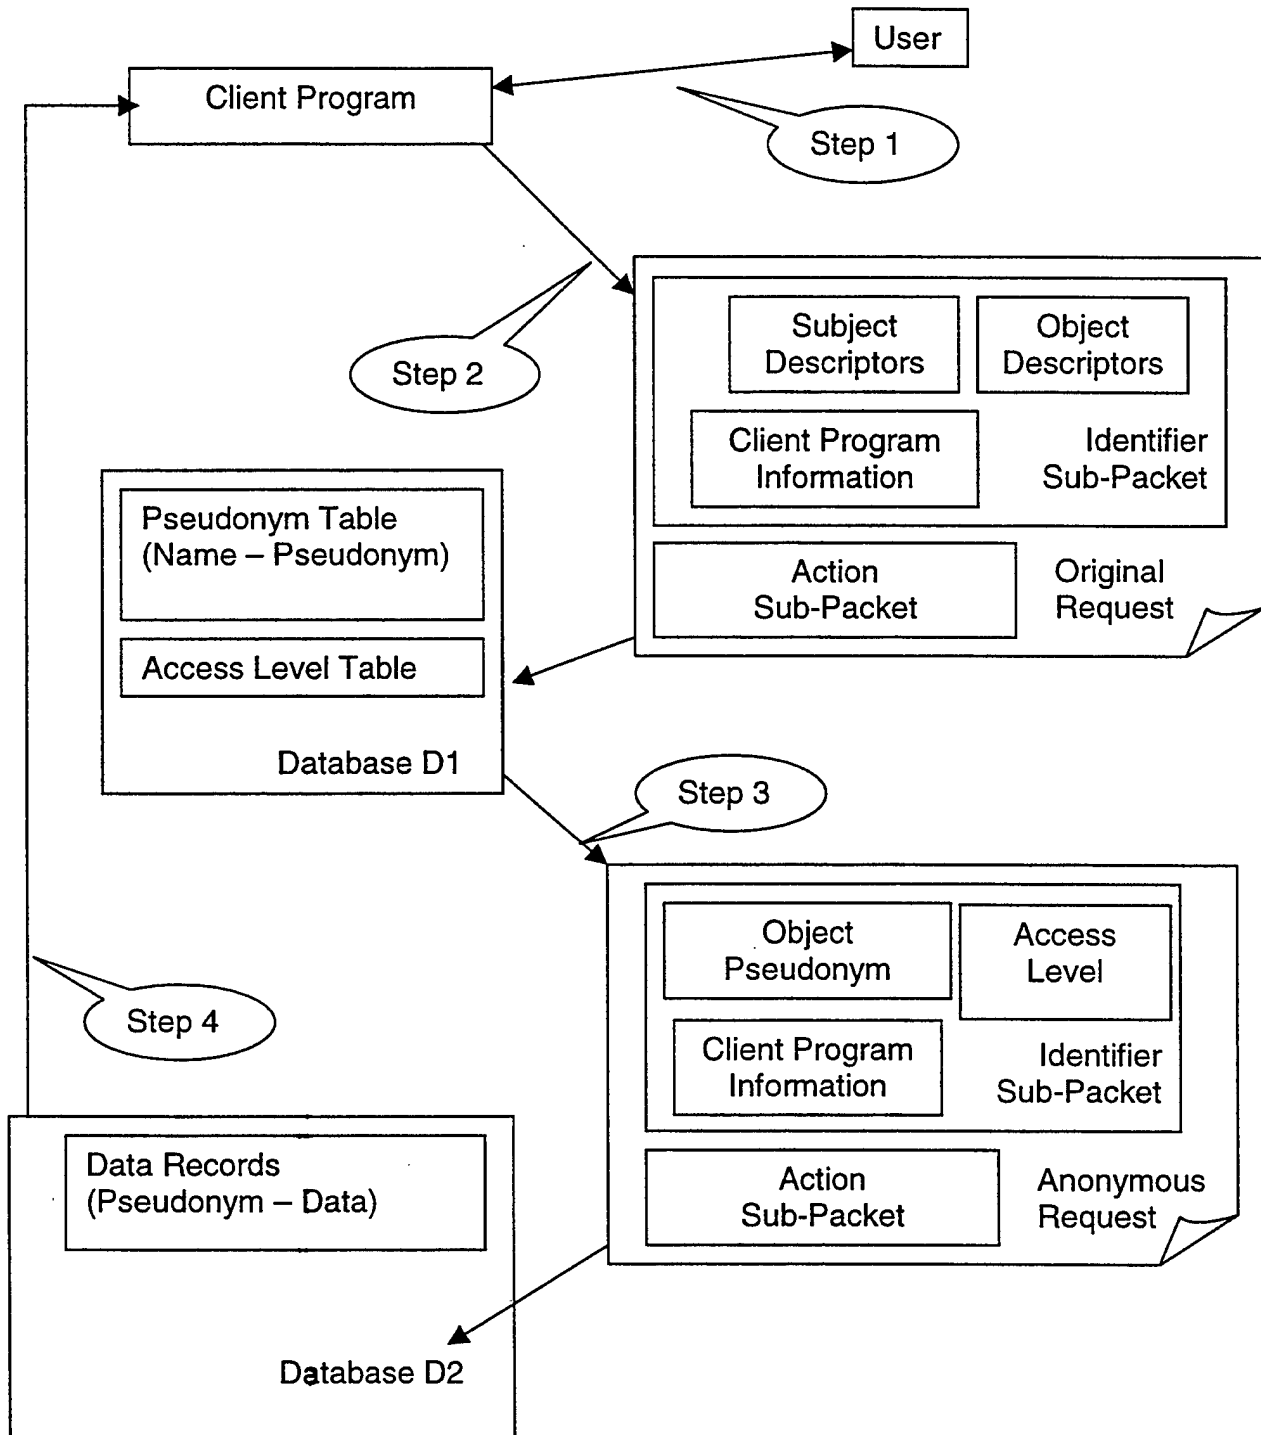 User
Client Program
Step 1
Subject
Descriptors
Object
Descriptors
Step 2
Client Program
Information
Identifier
Sub-Packet
Pseudonym Table
(Name – Pseudonym)
Action
Sub-Packet
Original
Request
Access Level Table
Database D1
Step 3
Object
Pseudonym
Access
Level
Step 4
Client Program
Information
Identifier
Sub-Packet
Data Records
(Pseudonym – Data)
Action
Sub-Packet
Anonymous
Request
Database D2